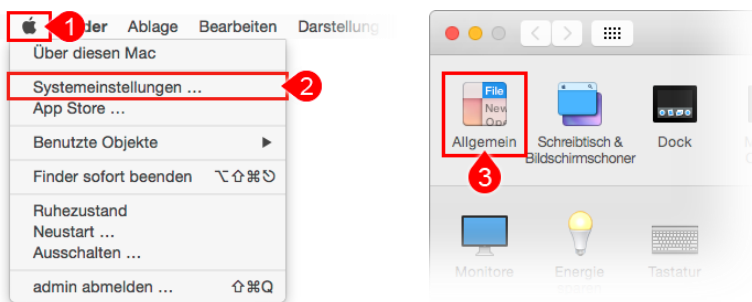 1
der Ablage Bearbeiten Darstellung
Über diesen Mac
Systemeinstellungen ...
2
App Store ...
Benutzte Objekte ▶
Finder sofort beenden ⌥⇧⌘⎋
Ruhezustand
Neustart ...
Ausschalten ...
admin abmelden ... ⇧⌘Q
File
New
Ope
Allgemein
Schreibtisch &
Bildschirmschoner
Dock
3
Monitore
Energie
Tastatur